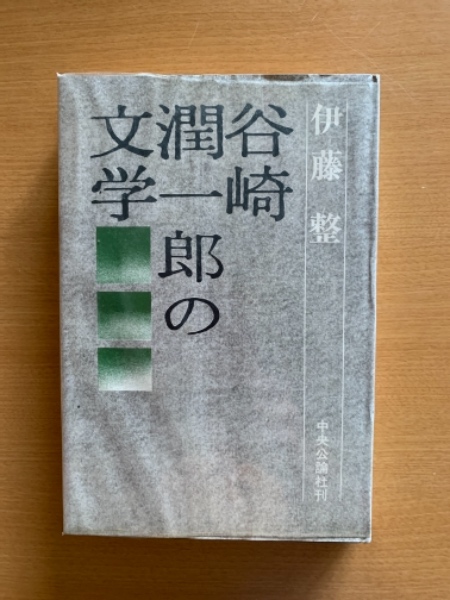 伊藤整
谷崎
潤一郎の
文学
中央公論社刊